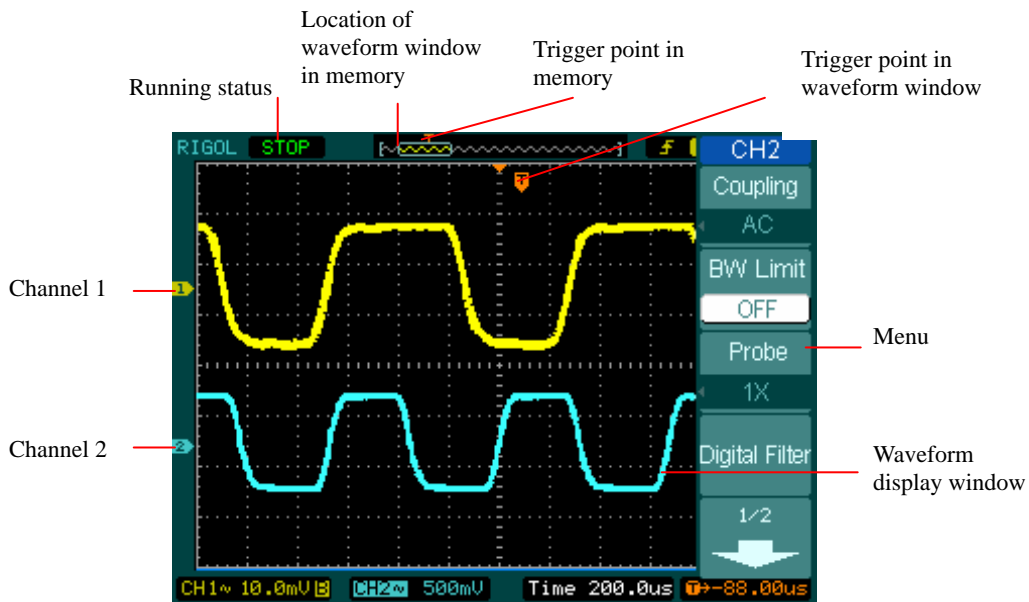 Location of
waveform window
in memory
Trigger point in
memory
Trigger point in
waveform window
Running status
RIGOL STOP
T
CH2
Coupling
AC
BW Limit
OFF
Probe
1X
Digital Filter
1/2
T
1
2
Channel 1
Channel 2
Menu
Waveform
display window
CH1~ 10.0mV B
CH2~ 500mV
Time 200.0us
T→-88.00us